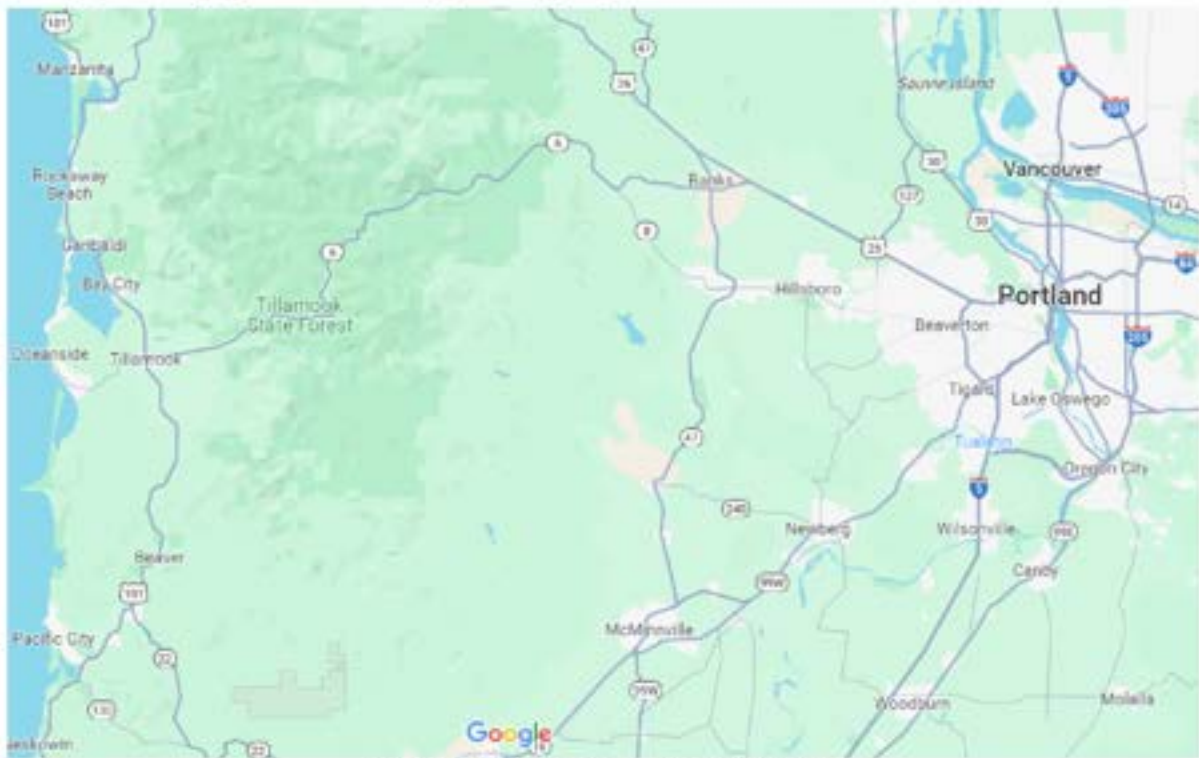 101
Manzanita
47
26
Sauvie Island
5
205
6
30
Vancouver
Rockaway
Beach
Banks
127
14
8
30
Garibaldi
6
26
84
Bay City
Hillsboro
Portland
Tillamook
State Forest
Beaverton
205
Oceanside
Tillamook
Tigard
Lake Oswego
47
Tualatin
Oregon City
5
240
Newberg
Wilsonville
99E
Beaver
Canby
99W
101
Pacific City
McMinnville
22
99W
Woodburn
Molalla
130
Neskowin
Google
22